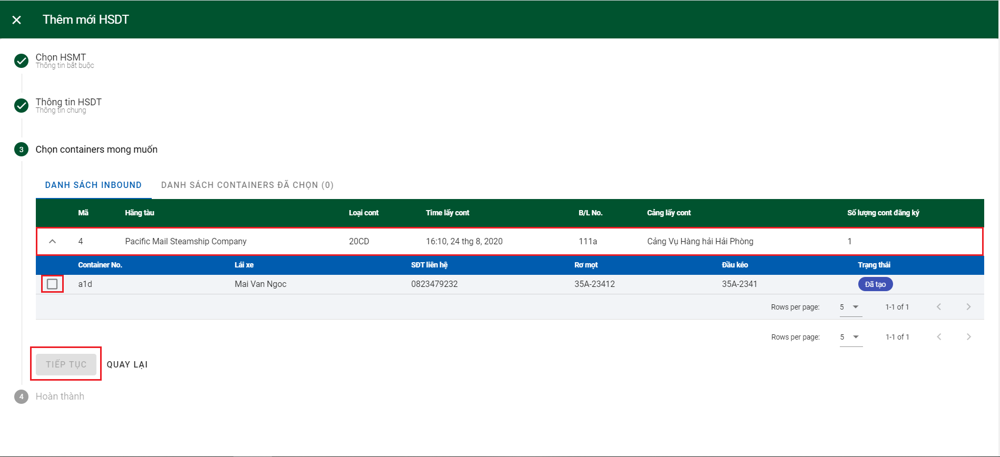 Thêm mới HSDT
Chọn HSMT
Thông tin bắt buộc
Thông tin HSDT
Thông tin chung
3 Chọn containers mong muốn
DANH SÁCH INBOUND DANH SÁCH CONTAINERS ĐÃ CHỌN (0)
Mã Hãng tàu Loại cont Time lấy cont B/L No. Cảng lấy cont Số lượng cont đăng ký
4 Pacific Mail Steamship Company 20CD 16:10, 24 thg 8, 2020 111a Cảng Vụ Hàng hải Hải Phòng 1
Container No. Lái xe SĐT liên hệ Rơ mọt Đầu kéo Trạng thái
a1d Mai Van Ngoc 0823479232 35A-23412 35A-2341 Đã tạo
Rows per page: 5 1-1 of 1
Rows per page: 5 1-1 of 1
TIẾP TỤC QUAY LẠI
4 Hoàn thành